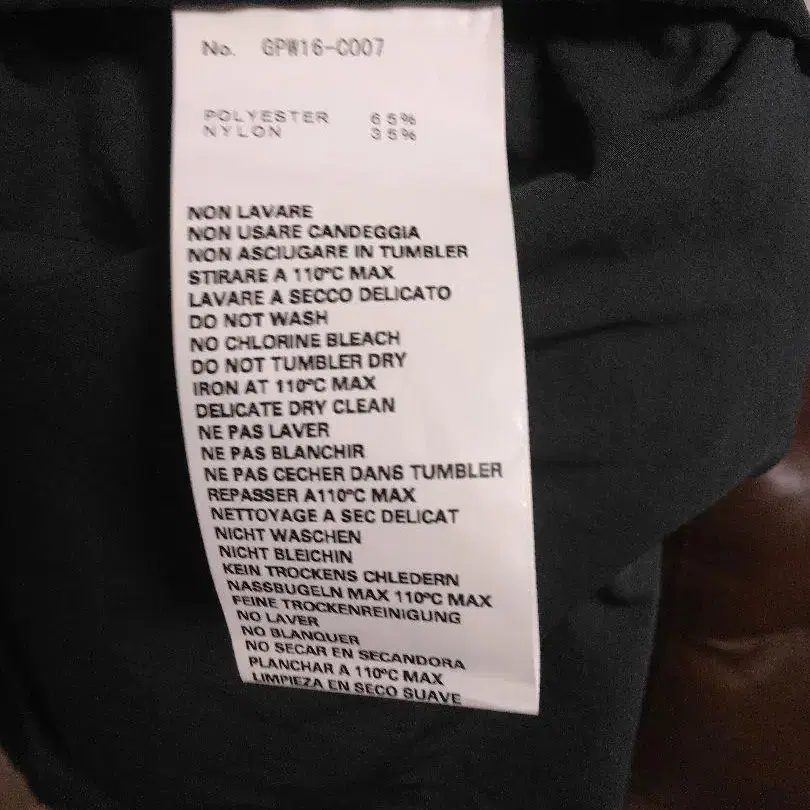 No. GPW16-C007
POLYESTER 65%
NYLON 35%
NON LAVARE
NON USARE CANDEGGIA
NON ASCIUGARE IN TUMBLER
STIRARE A 110°C MAX
LAVARE A SECCO DELICATO
DO NOT WASH
NO CHLORINE BLEACH
DO NOT TUMBLER DRY
IRON AT 110°C MAX
DELICATE DRY CLEAN
NE PAS LAVER
NE PAS BLANCHIR
NE PAS CECHER DANS TUMBLER
REPASSER A110°C MAX
NETTOYAGE A SEC DELICAT
NICHT WASCHEN
NICHT BLEICHIN
KEIN TROCKENS CHLEDERN
NASSBUGELN MAX 110°C MAX
FEINE TROCKENREINIGUNG
NO LAVER
NO BLANQUER
NO SECAR EN SECANDORA
PLANCHAR A 110°C MAX
LIMPIEZA EN SECO SUAVE